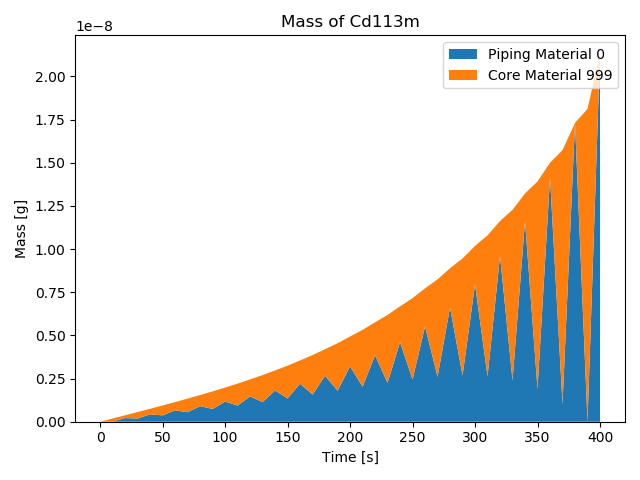 Mass of Cd113m
1e−8
Piping Material 0
Core Material 999
2.00
1.75
1.50
1.25
1.00
0.75
0.50
0.25
0.00
Mass [g]
0 50 100 150 200 250 300 350 400
Time [s]